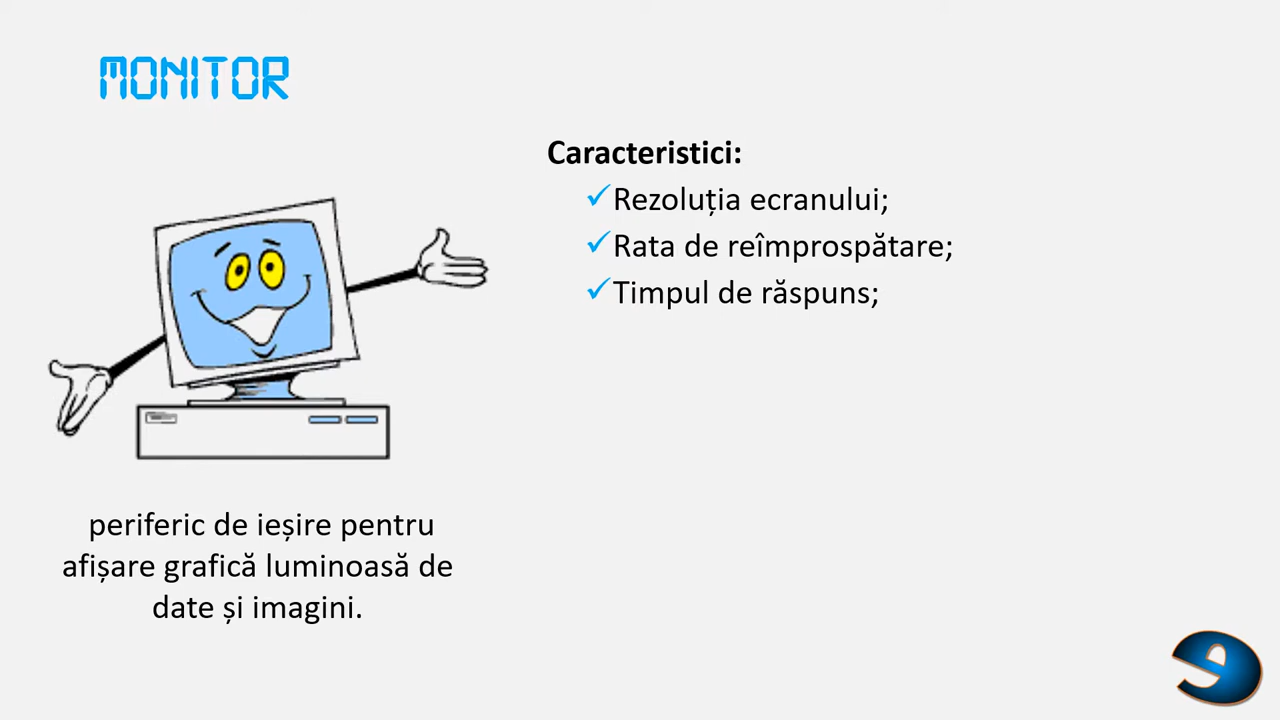 MONITOR
Caracteristici:
Rezoluția ecranului;
Rata de reîmprospătare;
Timpul de răspuns;
periferic de ieșire pentru
afișare grafică luminoasă de
date și imagini.